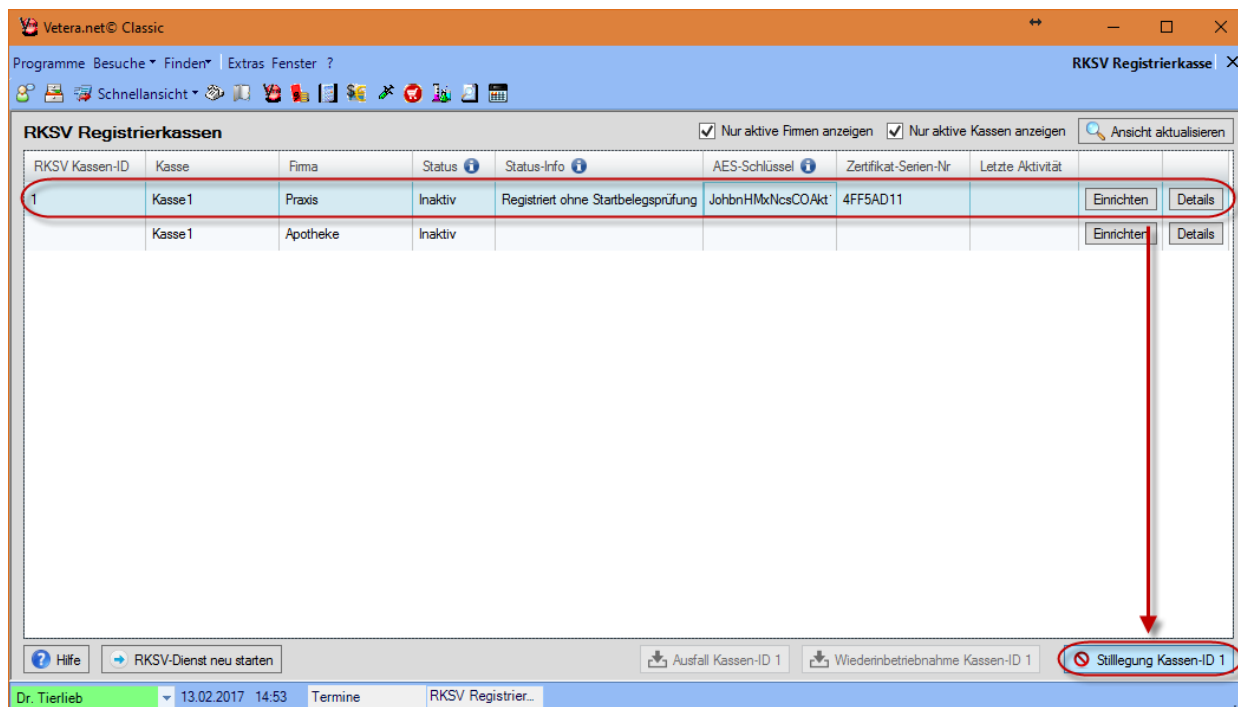 Vetera.net© Classic
Programme Besuche Finden Extras Fenster ? RKSV Registrierkasse
Schnellansicht
RKSV Registrierkassen Nur aktive Firmen anzeigen Nur aktive Kassen anzeigen Ansicht aktualisieren
RKSV Kassen-ID Kasse Firma Status Status-Info AES-Schlüssel Zertifikat-Serien-Nr Letzte Aktivität
1 Kasse1 Praxis Inaktiv Registriert ohne Startbelegsprüfung JohbnHMxNcsCOAkt 4FF5AD11 Einrichten Details
Kasse1 Apotheke Inaktiv Einrichten Details
Hilfe RKSV-Dienst neu starten Ausfall Kassen-ID 1 Wiederinbetriebnahme Kassen-ID 1 Stilllegung Kassen-ID 1
Dr. Tierlieb 13.02.2017 14:53 Termine RKSV Registrier...